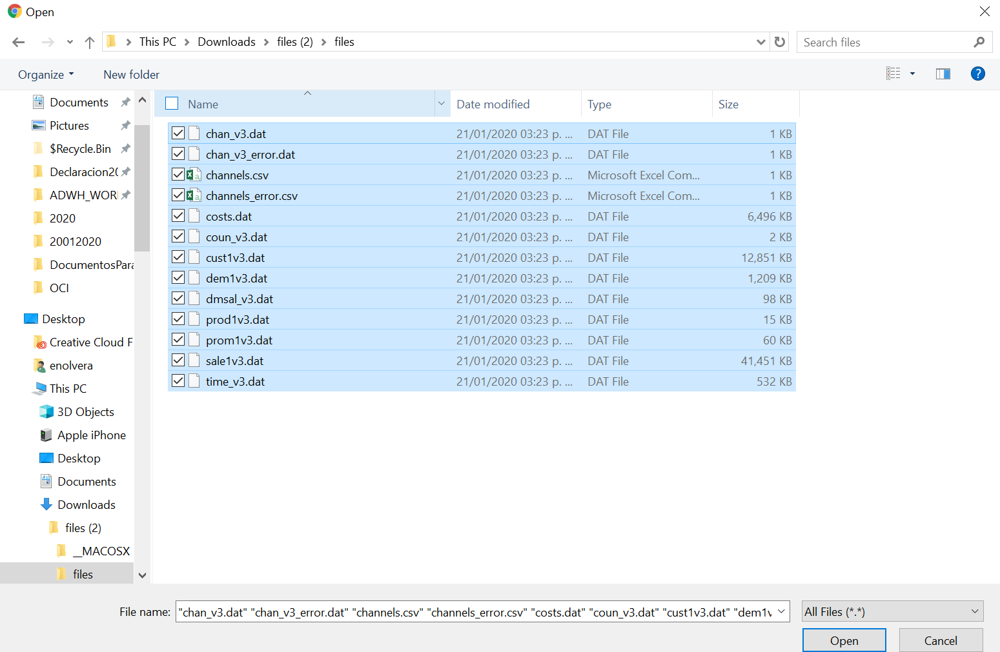 Open
This PC > Downloads > files (2) > files
Search files
Organize
New folder
?
Name
Date modified
Type
Size
Documents
Pictures
$Recycle.Bin
Declaracion20
ADWH_WOR
2020
20012020
DocumentosPara
OCI
Desktop
Creative Cloud F
enolvera
This PC
3D Objects
Apple iPhone
Desktop
Documents
Downloads
files (2)
__MACOSX
files
chan_v3.dat 21/01/2020 03:23 p. ... DAT File 1 KB
chan_v3_error.dat 21/01/2020 03:23 p. ... DAT File 1 KB
channels.csv 21/01/2020 03:23 p. ... Microsoft Excel Com... 1 KB
channels_error.csv 21/01/2020 03:23 p. ... Microsoft Excel Com... 1 KB
costs.dat 21/01/2020 03:23 p. ... DAT File 6,496 KB
coun_v3.dat 21/01/2020 03:23 p. ... DAT File 2 KB
cust1v3.dat 21/01/2020 03:23 p. ... DAT File 12,851 KB
dem1v3.dat 21/01/2020 03:23 p. ... DAT File 1,209 KB
dmsal_v3.dat 21/01/2020 03:23 p. ... DAT File 98 KB
prod1v3.dat 21/01/2020 03:23 p. ... DAT File 15 KB
prom1v3.dat 21/01/2020 03:23 p. ... DAT File 60 KB
sale1v3.dat 21/01/2020 03:23 p. ... DAT File 41,451 KB
time_v3.dat 21/01/2020 03:23 p. ... DAT File 532 KB
File name: "chan_v3.dat" "chan_v3_error.dat" "channels.csv" "channels_error.csv" "costs.dat" "coun_v3.dat" "cust1v3.dat" "dem1v
All Files (*.*)
Open
Cancel